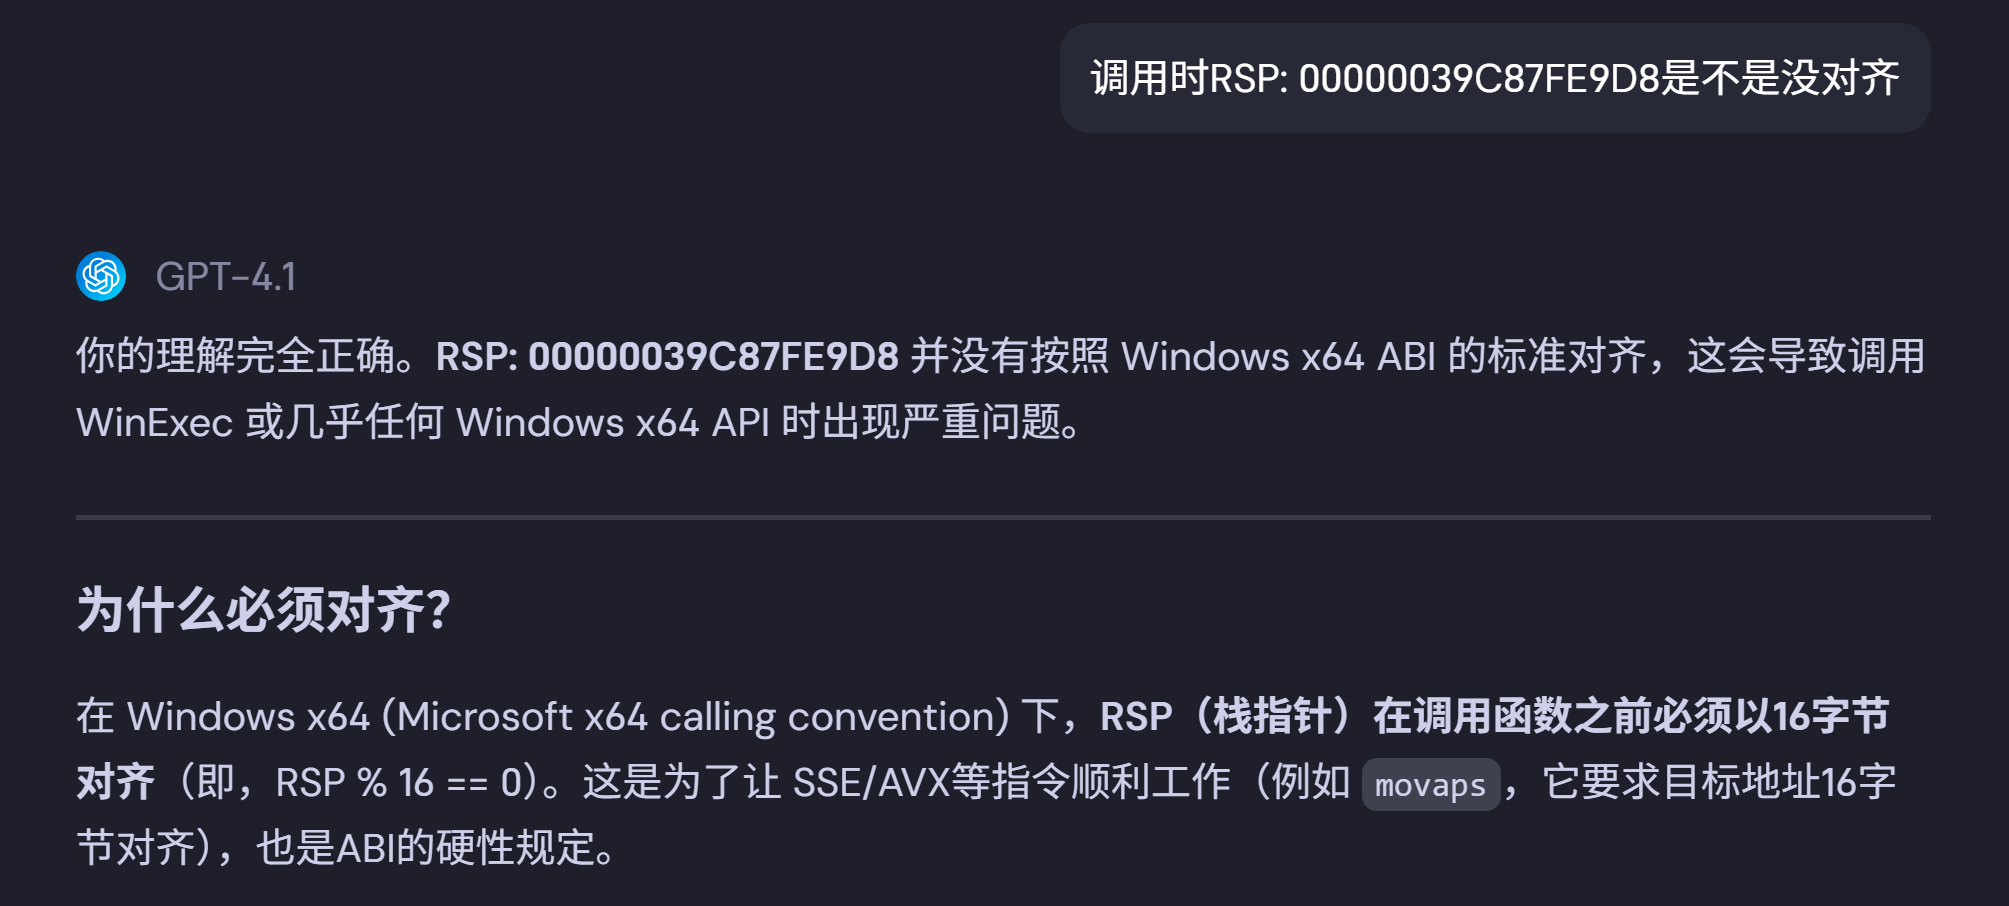 调用时RSP: 00000039C87FE9D8是不是没对齐
GPT-4.1
你的理解完全正确。RSP: 00000039C87FE9D8 并没有按照 Windows x64 ABI 的标准对齐，这会导致调用
WinExec 或几乎任何 Windows x64 API 时出现严重问题。
为什么必须对齐？
在 Windows x64 (Microsoft x64 calling convention) 下，RSP（栈指针）在调用函数之前必须以16字节
对齐（即，RSP % 16 == 0）。这是为了让 SSE/AVX等指令顺利工作（例如 movaps，它要求目标地址16字
节对齐），也是ABI的硬性规定。